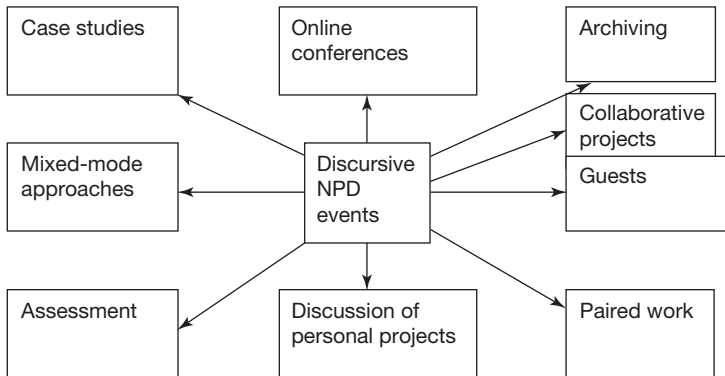 Case studies
Online
conferences
Archiving
Collaborative
projects
Mixed-mode
approaches
Discursive
NPD
events
Guests
Assessment
Discussion of
personal projects
Paired work